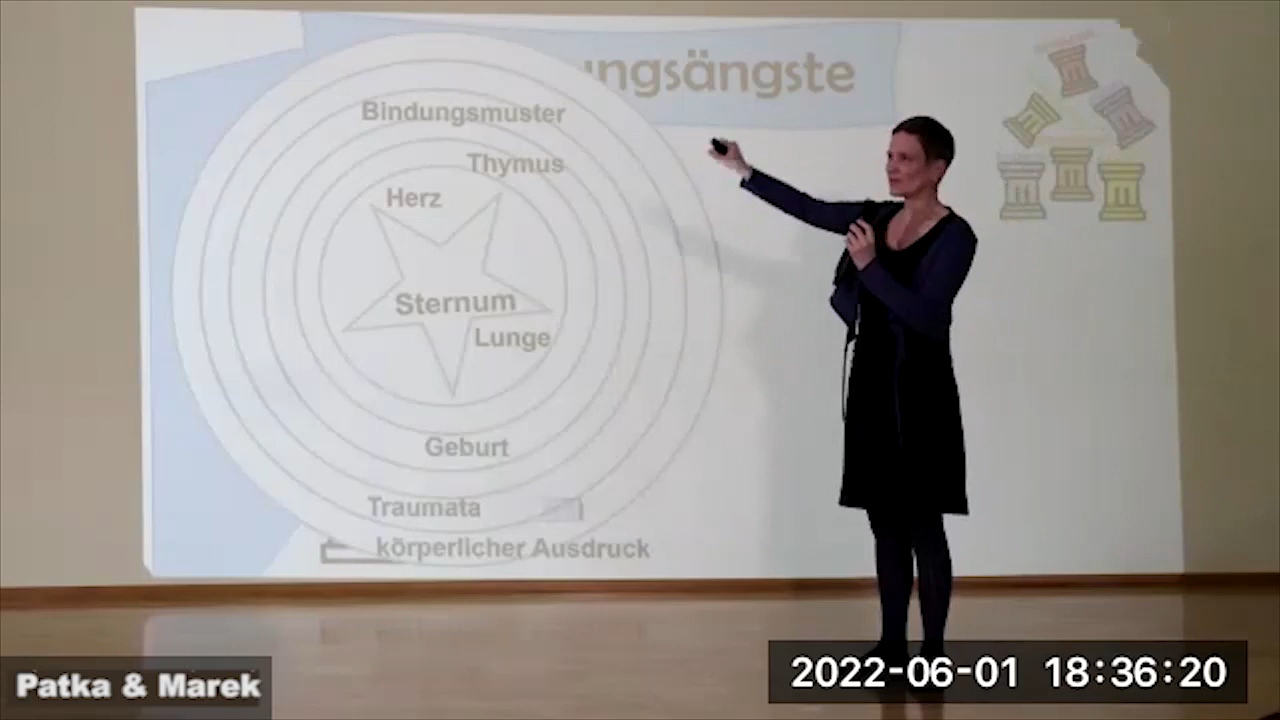 ungsängste
Bindungsmuster
Thymus
Herz
Sternum
Lunge
Geburt
Traumata
körperlicher Ausdruck
Patka & Marek
2022-06-01 18:36:20